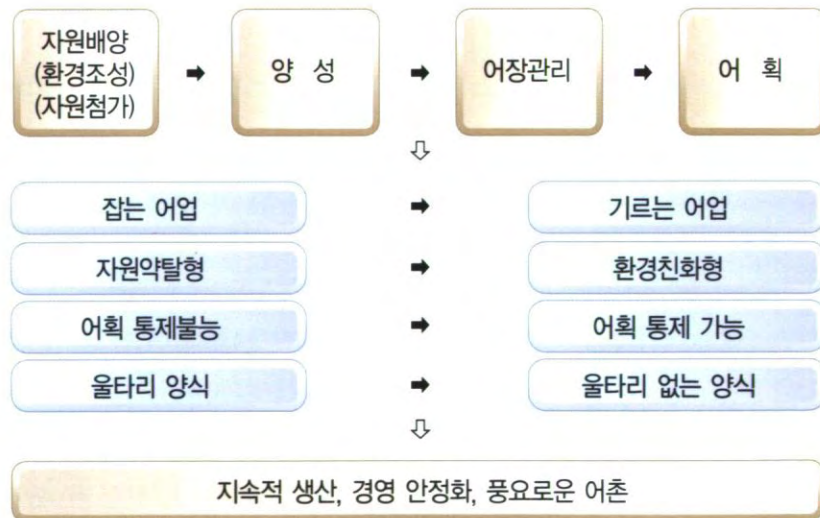 자원배양
(환경조성)
(자원첨가)
➡
양 성
➡
어장관리
➡
어 획
⇩
잡는 어업 ➡ 기르는 어업
자원약탈형 ➡ 환경친화형
어획 통제불능 ➡ 어획 통제 가능
울타리 양식 ➡ 울타리 없는 양식
⇩
지속적 생산, 경영 안정화, 풍요로운 어촌